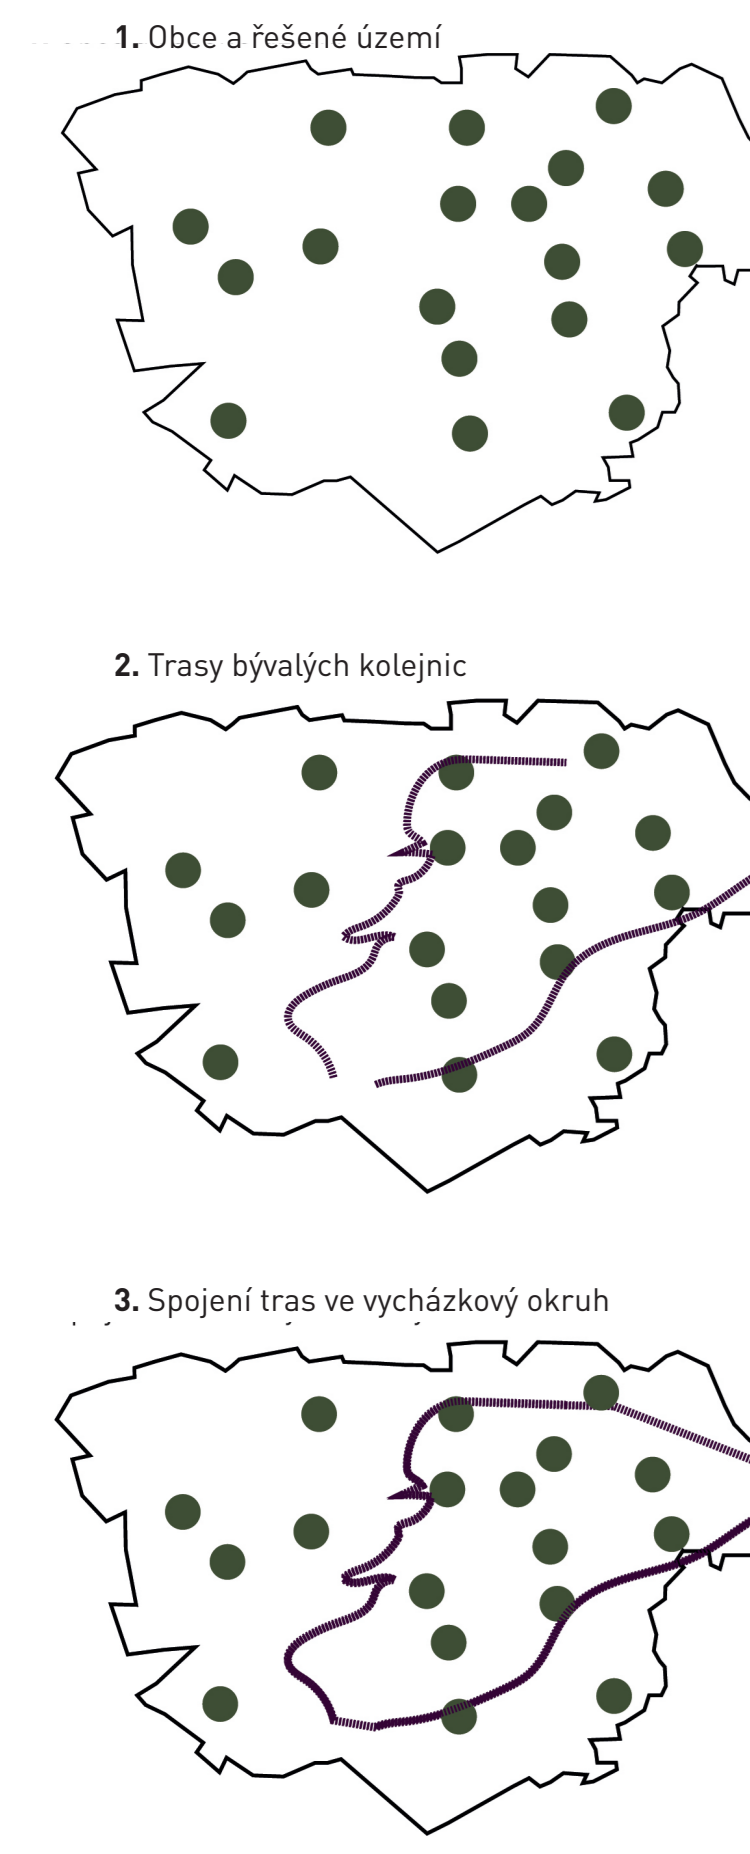 1. Obce a řešené území
2. Trasy bývalých kolejnic
3. Spojení tras ve vycházkový okruh